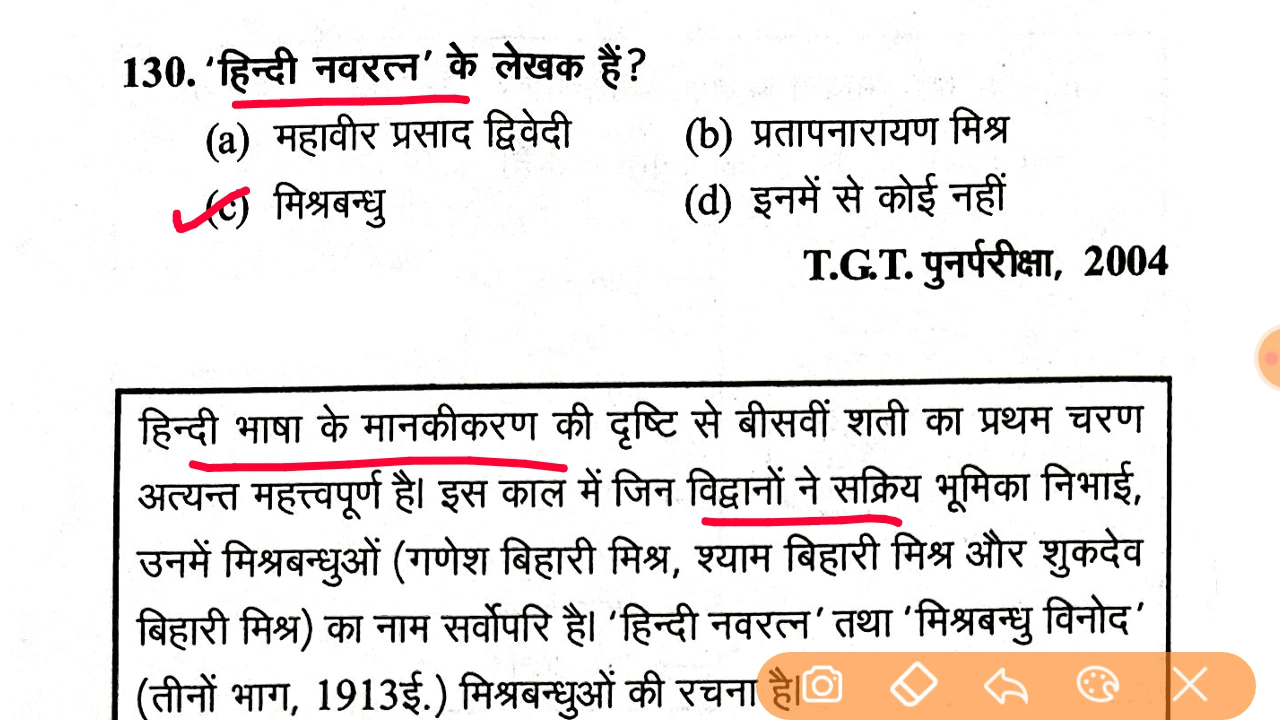 130. 'हिन्दी नवरत्न' के लेखक हैं?
(a) महावीर प्रसाद द्विवेदी (b) प्रतापनारायण मिश्र
(c) मिश्रबन्धु (d) इनमें से कोई नहीं
T.G.T. पुनर्परीक्षा, 2004
हिन्दी भाषा के मानकीकरण की दृष्टि से बीसवीं शती का प्रथम चरण
अत्यन्त महत्त्वपूर्ण है। इस काल में जिन विद्वानों ने सक्रिय भूमिका निभाई,
उनमें मिश्रबन्धुओं (गणेश बिहारी मिश्र, श्याम बिहारी मिश्र और शुकदेव
बिहारी मिश्र) का नाम सर्वोपरि है। 'हिन्दी नवरत्न' तथा 'मिश्रबन्धु विनोद'
(तीनों भाग, 1913ई.) मिश्रबन्धुओं की रचना है।